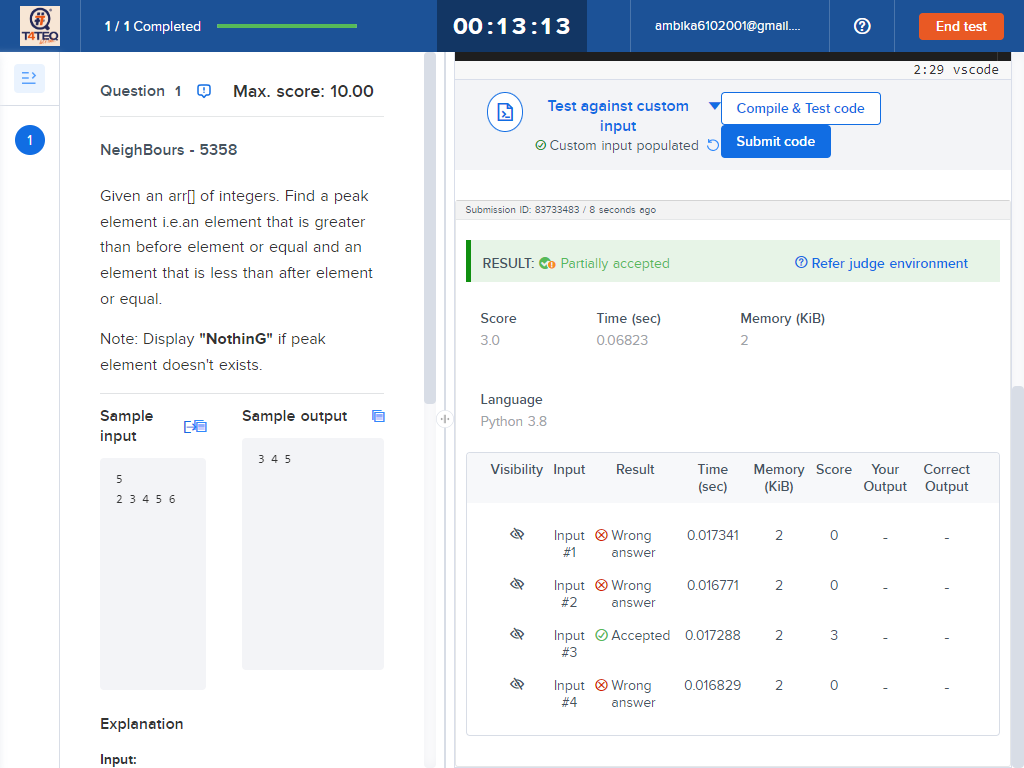 T4TEQ
1 / 1 Completed
00:13:13
ambika6102001@gmail....
End test
Question 1
Max. score: 10.00
NeighBours - 5358
Given an arr[] of integers. Find a peak
element i.e.an element that is greater
than before element or equal and an
element that is less than after element
or equal.
Note: Display "NothinG" if peak
element doesn't exists.
Sample
input
Sample output
5
2 3 4 5 6
3 4 5
Explanation
Input:
1
2:29 vscode
Test against custom
input
Custom input populated
Compile & Test code
Submit code
Submission ID: 83733483 / 8 seconds ago
RESULT: Partially accepted
Refer judge environment
Score Time (sec) Memory (KiB)
3.0 0.06823 2
Language
Python 3.8
Visibility Input Result Time Memory Score Your Correct
(sec) (KiB) Output Output
Input Wrong 0.017341 2 0 - -
#1 answer
Input Wrong 0.016771 2 0 - -
#2 answer
Input Accepted 0.017288 2 3 - -
#3
Input Wrong 0.016829 2 0 - -
#4 answer